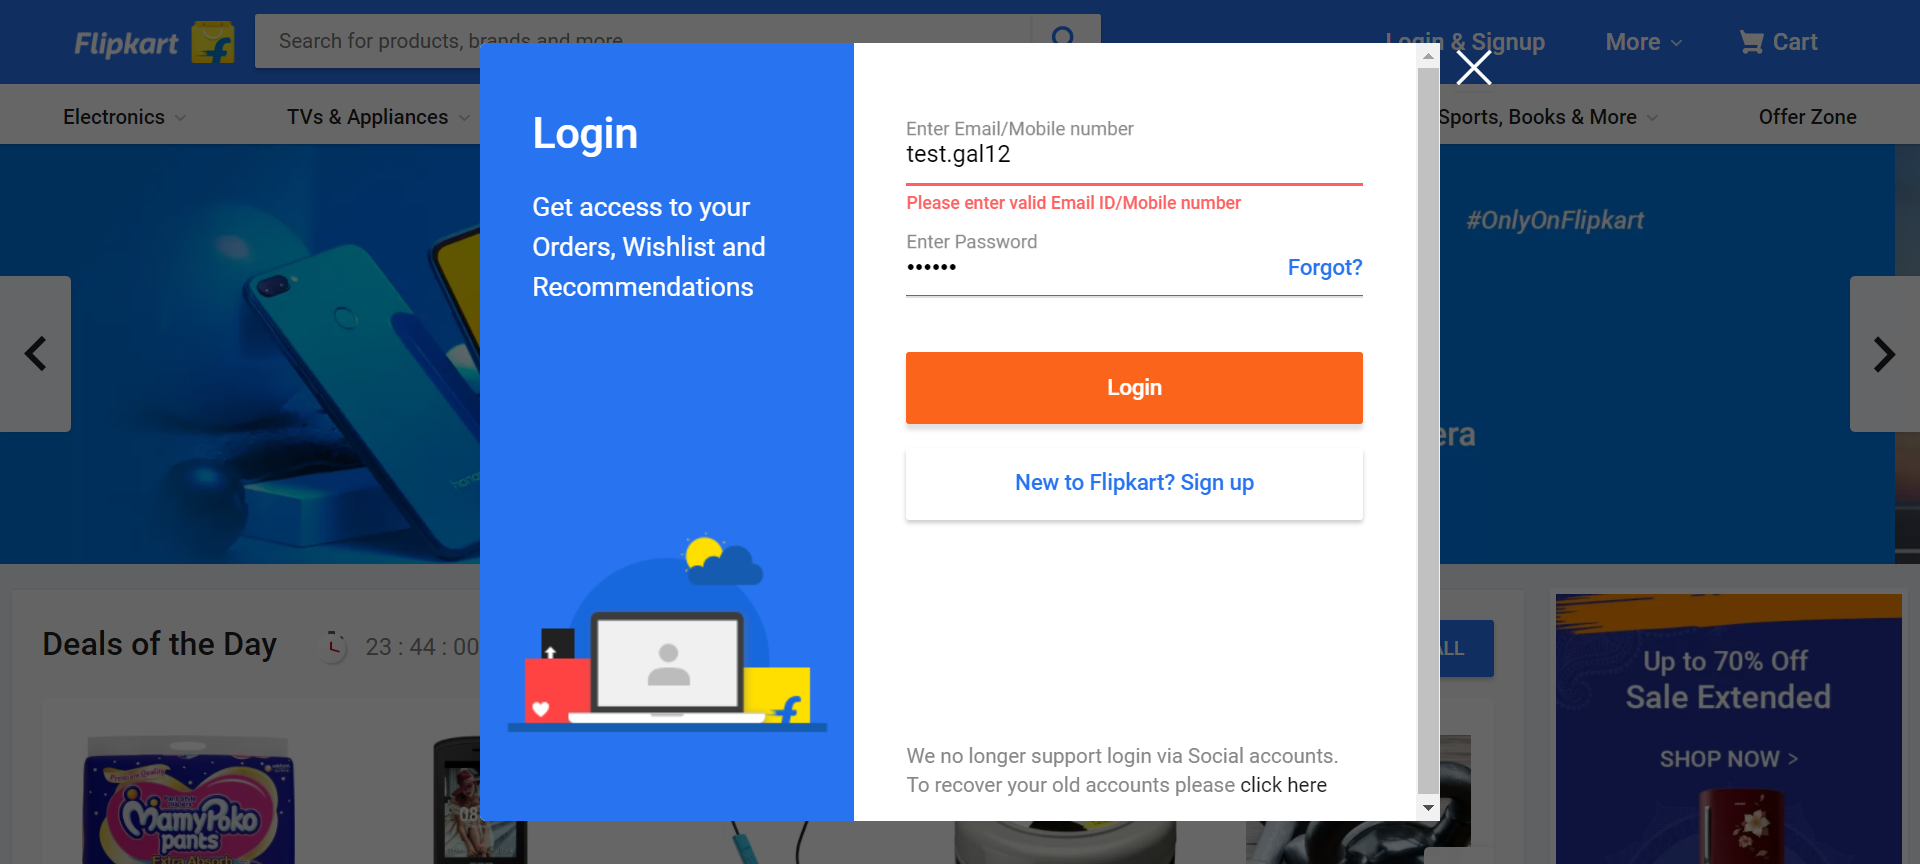 Flipkart
Search for products, brands and more
Login & Signup
More
Cart
Electronics
TVs & Appliances
Sports, Books & More
Offer Zone
Login
Get access to your
Orders, Wishlist and
Recommendations
Enter Email/Mobile number
test.gal12
Please enter valid Email ID/Mobile number
Enter Password
••••••
Forgot?
Login
New to Flipkart? Sign up
We no longer support login via Social accounts.
To recover your old accounts please click here
#OnlyOnFlipkart
era
honor
Deals of the Day
23 : 44 : 00
ALL
Up to 70% Off
Sale Extended
SHOP NOW >
MamyPoko
pants
Extra Absorb